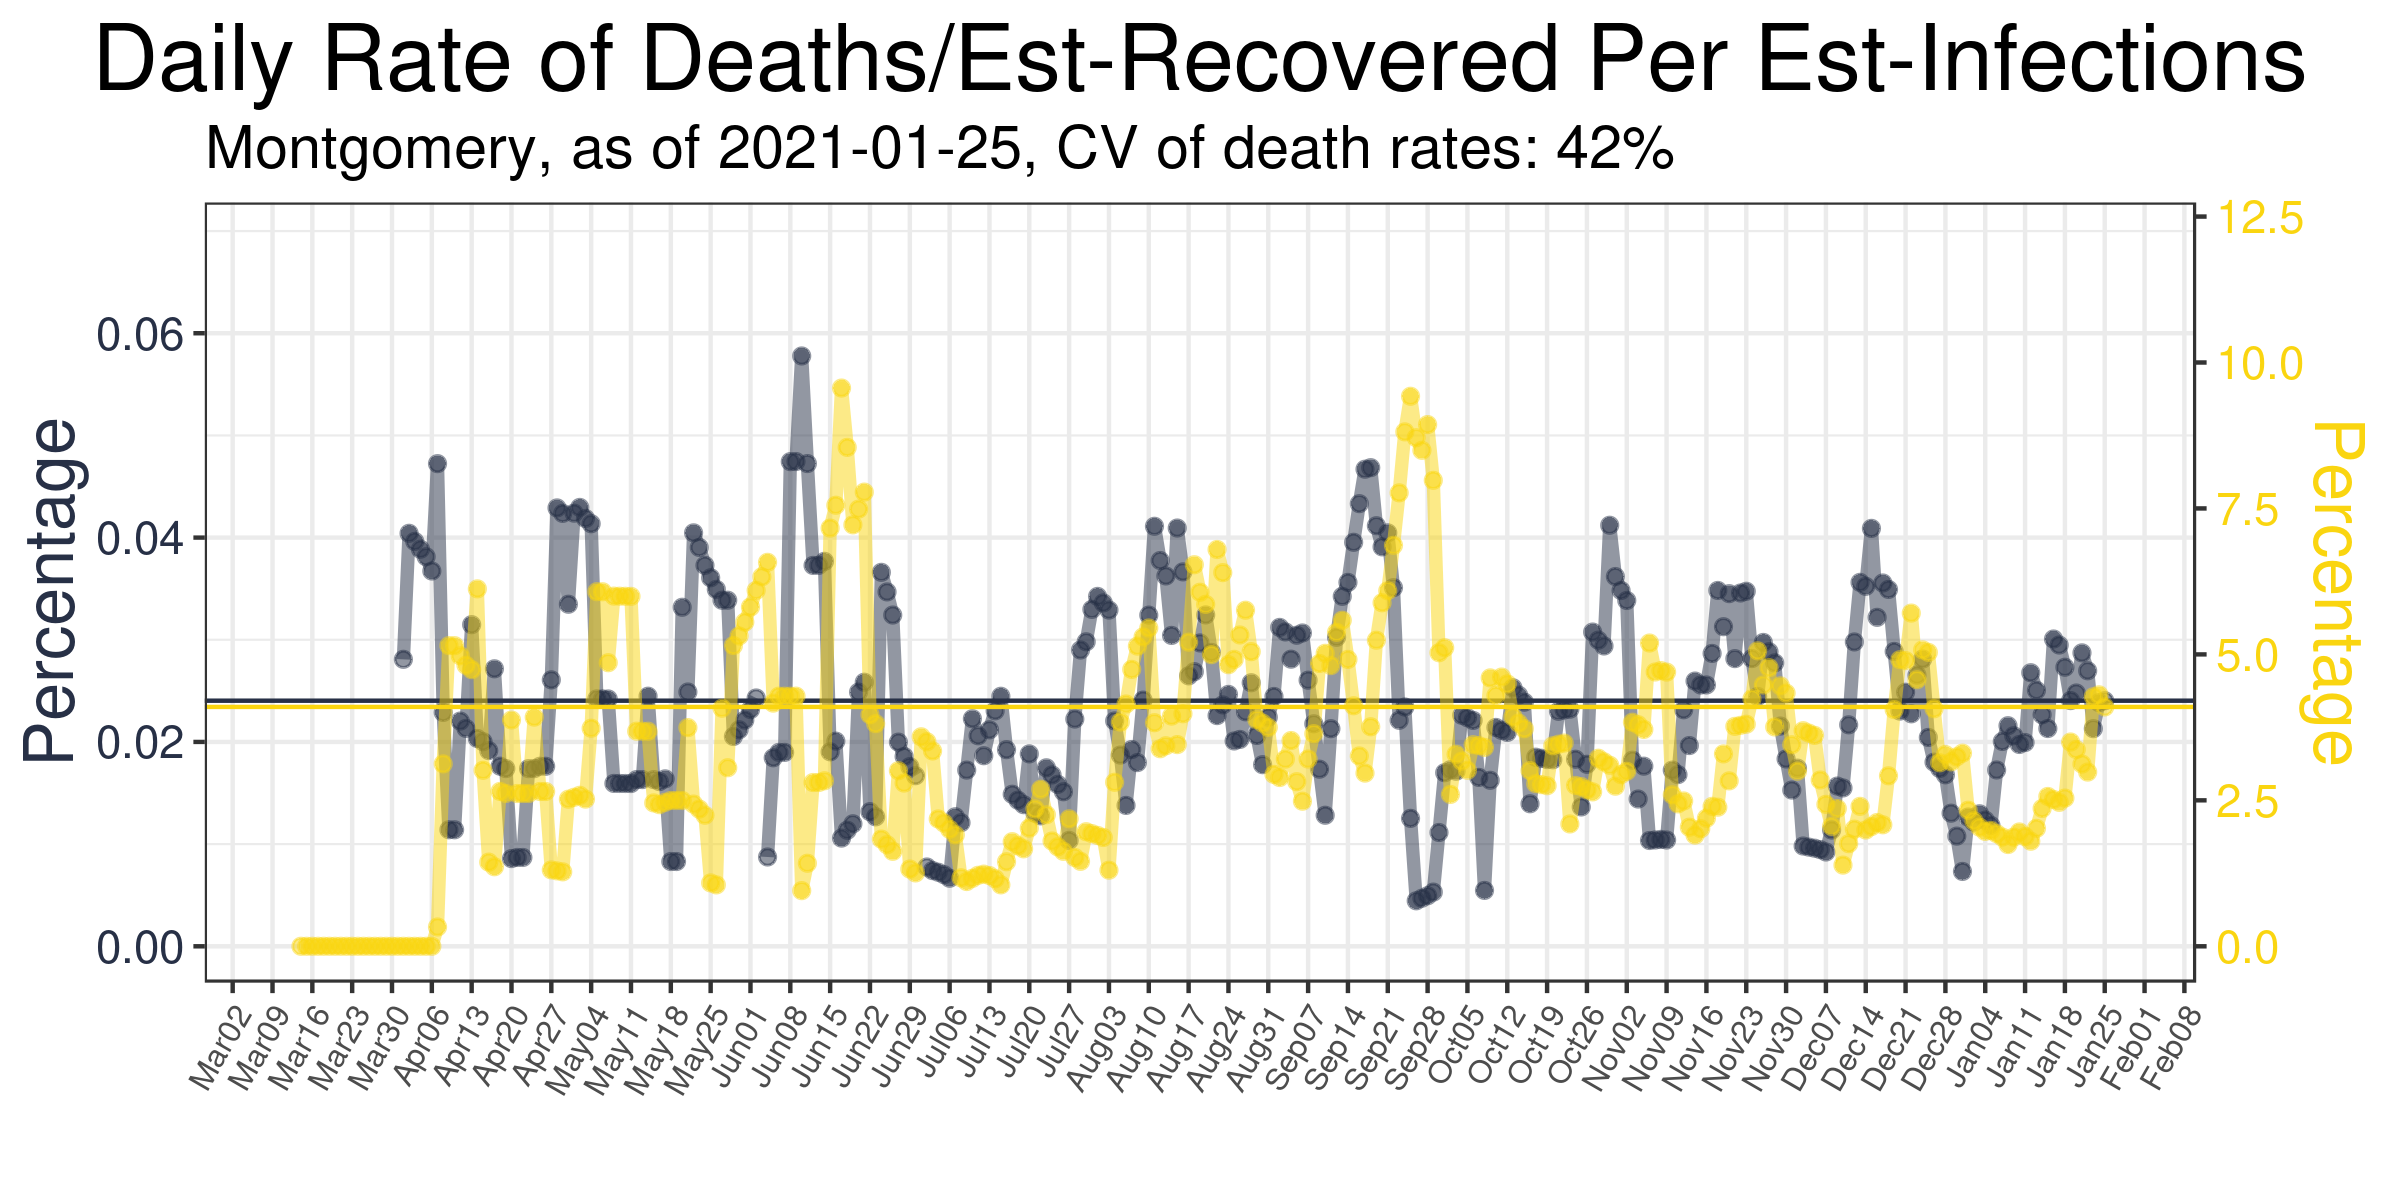 Daily Rate of Deaths/Est-Recovered Per Est-Infections
Montgomery, as of 2021-01-25, CV of death rates: 42%
Percentage
0.06
0.04
0.02
0.00
12.5
10.0
7.5
5.0
2.5
0.0
Percentage
Mar02
Mar09
Mar16
Mar23
Mar30
Apr06
Apr13
Apr20
Apr27
May04
May11
May18
May25
Jun01
Jun08
Jun15
Jun22
Jun29
Jul06
Jul13
Jul20
Jul27
Aug03
Aug10
Aug17
Aug24
Aug31
Sep07
Sep14
Sep21
Sep28
Oct05
Oct12
Oct19
Oct26
Nov02
Nov09
Nov16
Nov23
Nov30
Dec07
Dec14
Dec21
Dec28
Jan04
Jan11
Jan18
Jan25
Feb01
Feb08